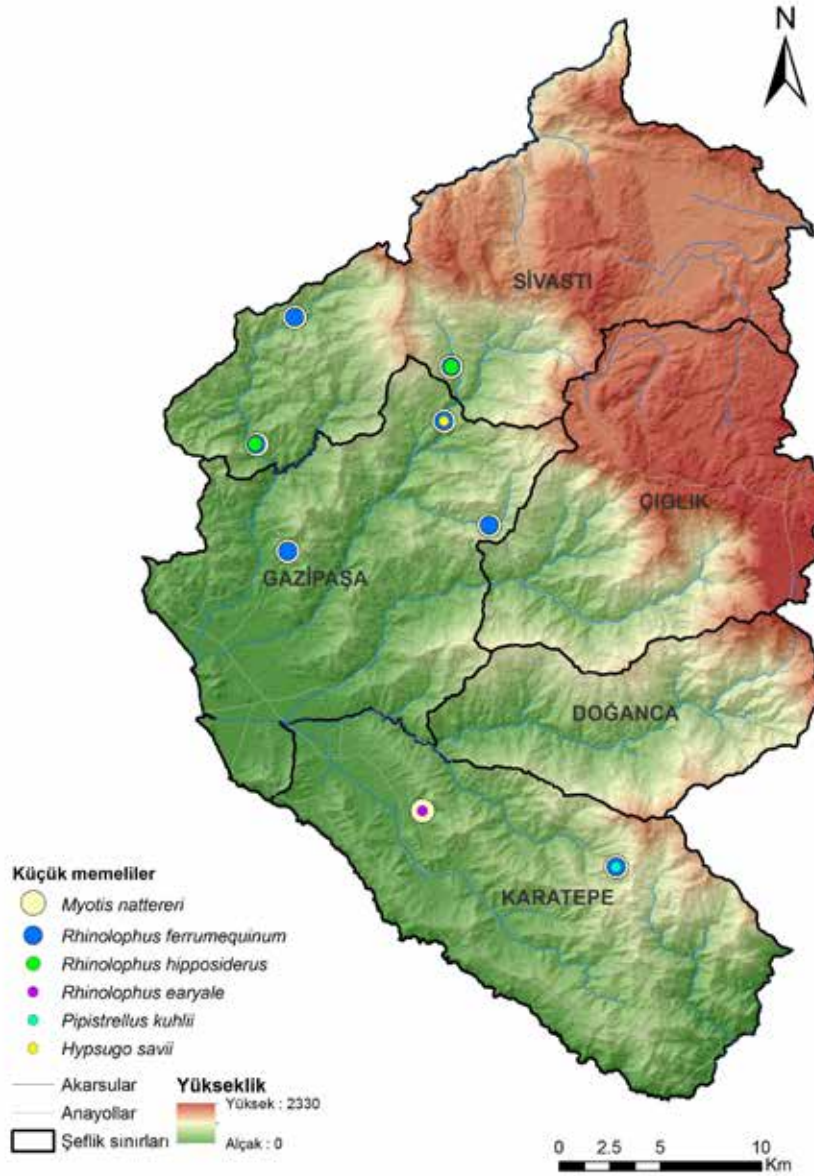 N
SİVASTI
ÇIĞLIK
GAZİPAŞA
DOĞANCA
KARATEPE
Küçük memeliler
Myotis nattereri
Rhinolophus ferrumequinum
Rhinolophus hipposiderus
Rhinolophus earyale
Pipistrellus kuhlii
Hypsugo savii
Akarsular
Anayollar
Şeflik sınırları
Yükseklik
Yüksek : 2330
Alçak : 0
0 2.5 5 10
Km